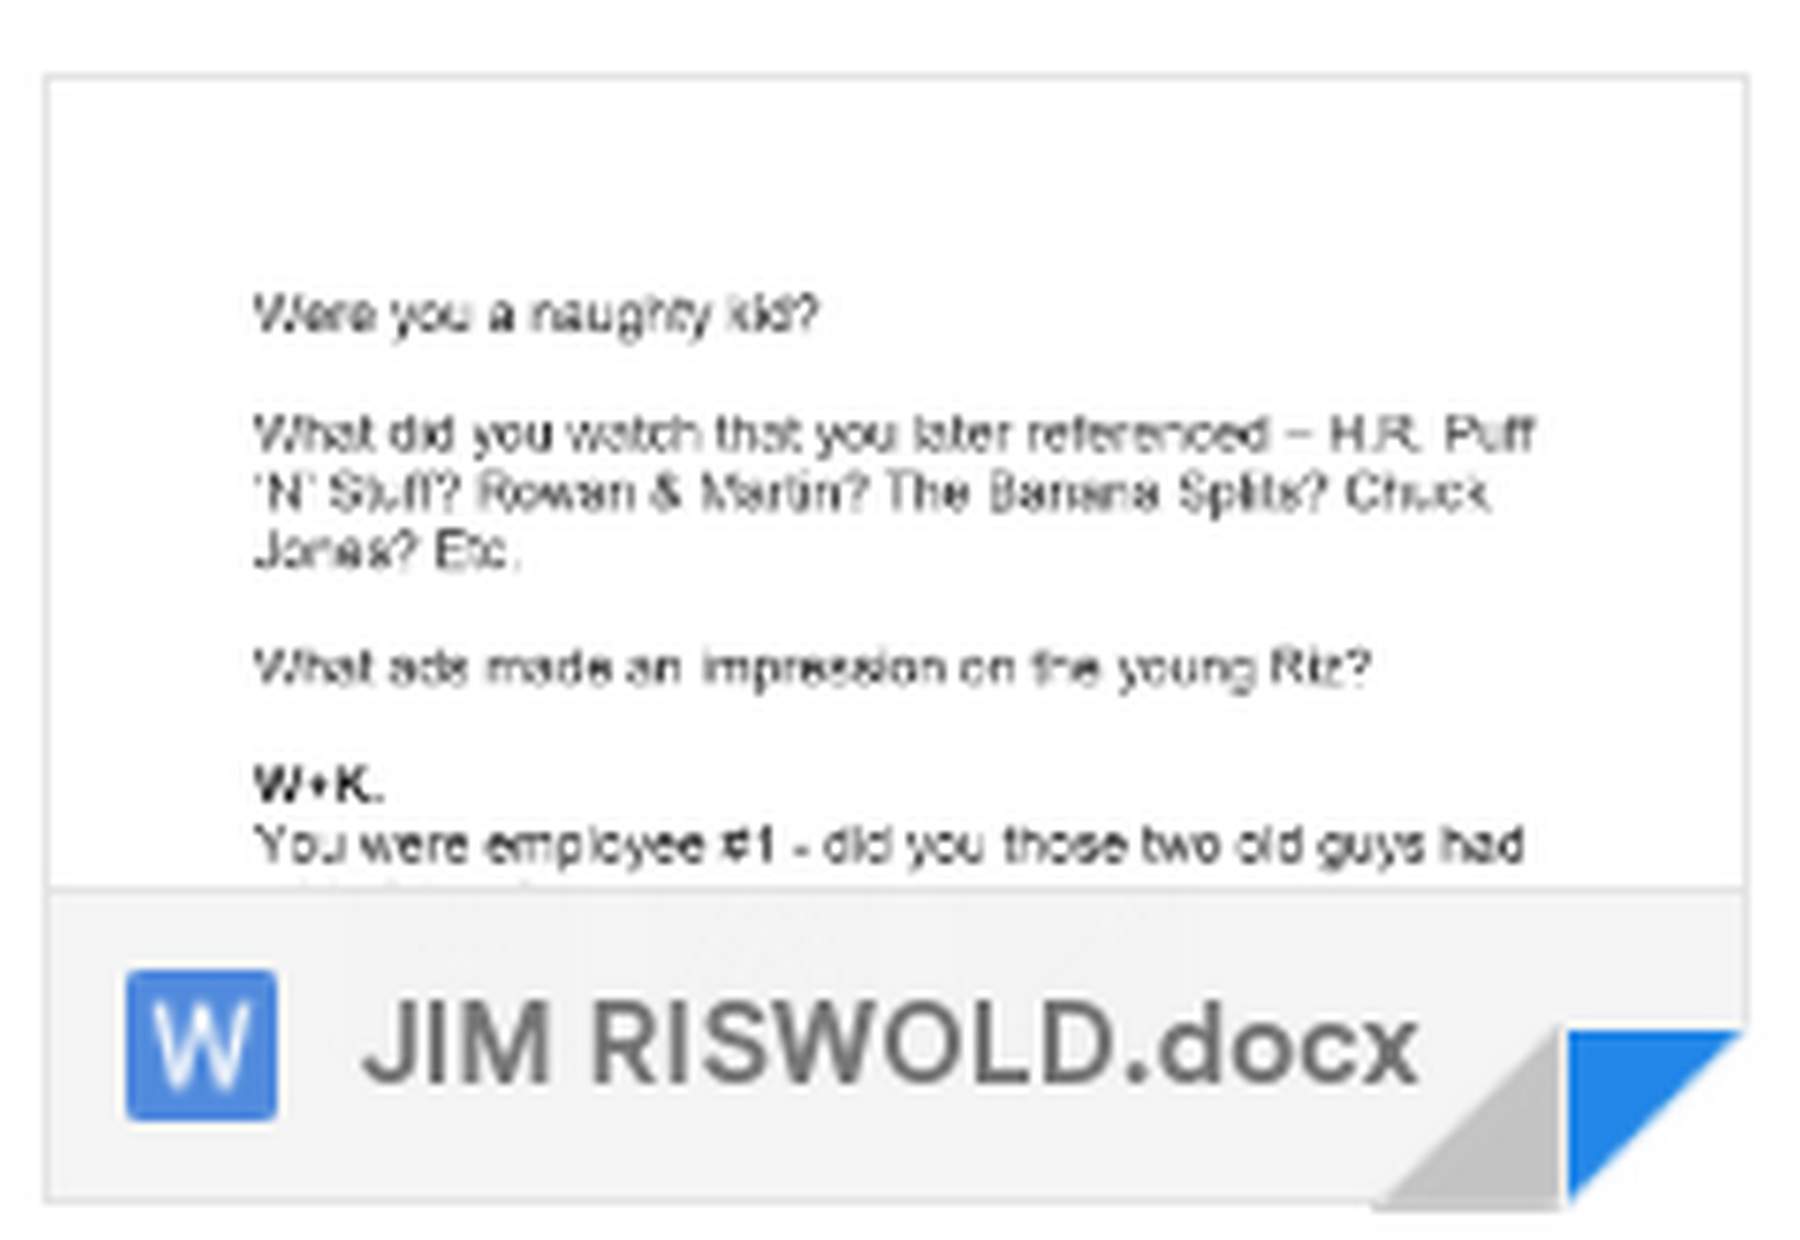 Were you a naughty kid?
What did you watch that you later referenced – H.R. Puff
'N' Stuff? Rowan & Martin? The Banana Splits? Chuck
Jones? Etc.
What ads made an impression on the young Riz?
W+K.
You were employee #1 - did you those two old guys had
W JIM RISWOLD.docx